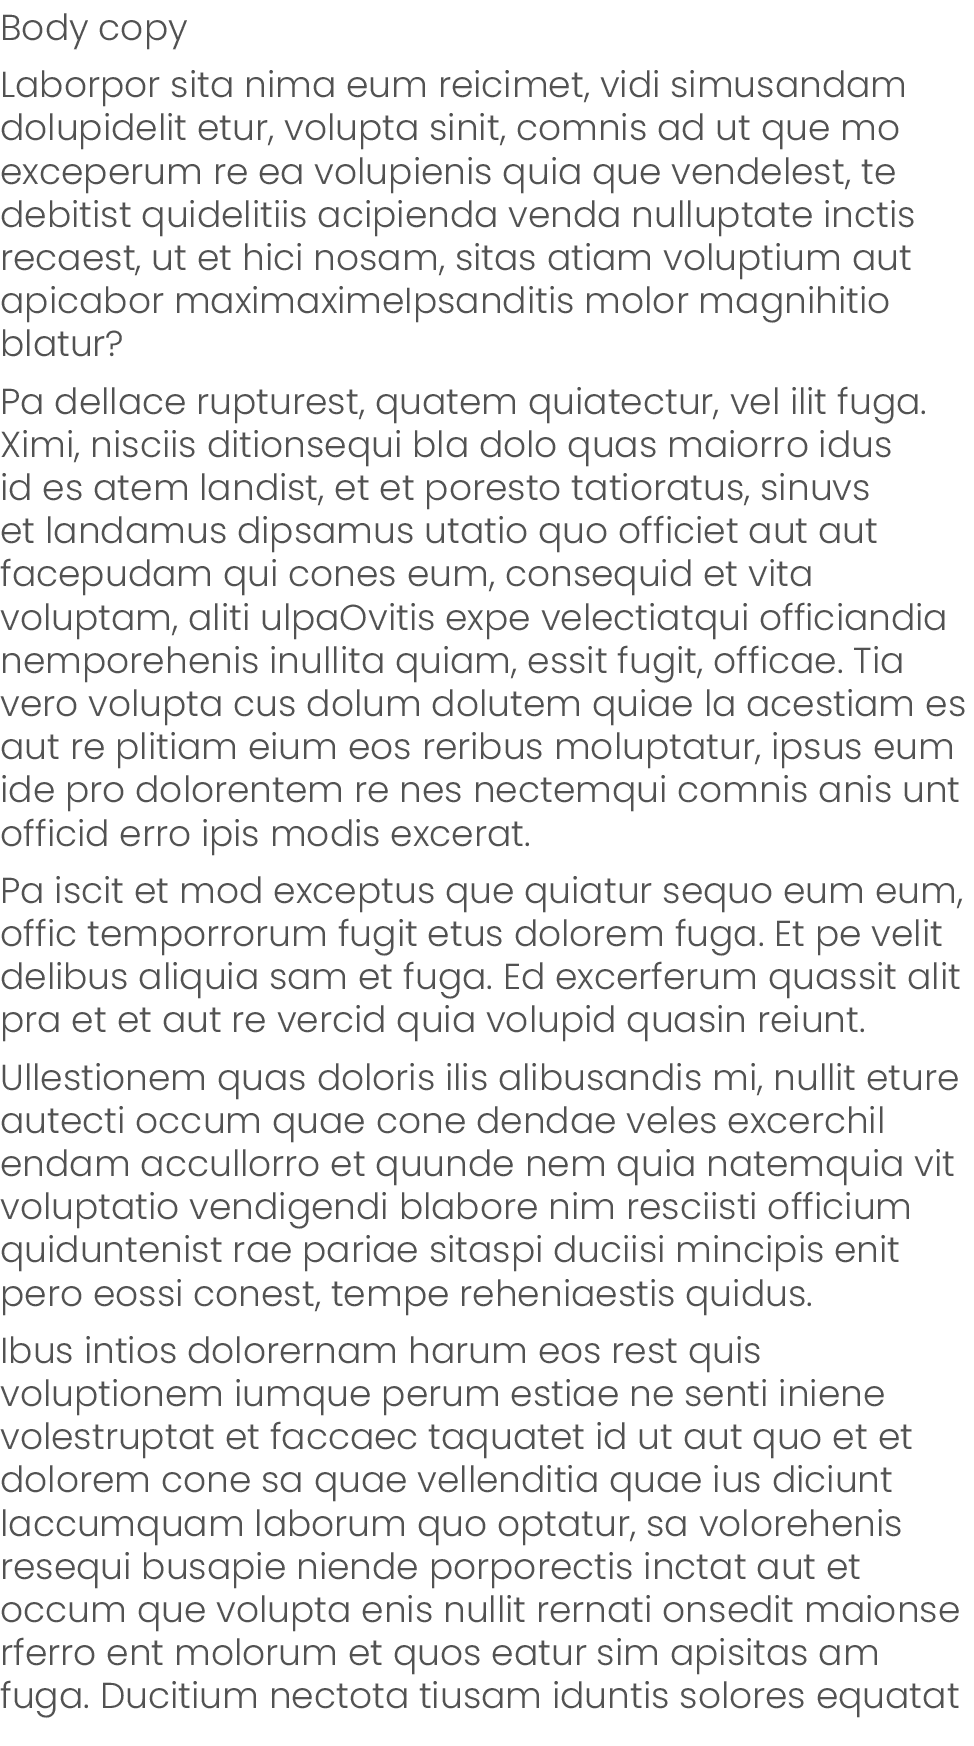 Body copy
Laborpor sita nima eum reicimet, vidi simusandam
dolupidelit etur, volupta sinit, comnis ad ut que mo
exceperum re ea volupienis quia que vendelest, te
debitist quidelitiis acipienda venda nulluptate inctis
recaest, ut et hici nosam, sitas atiam voluptium aut
apicabor maximaximeIpsanditis molor magnihitio
blatur?
Pa dellace rupturest, quatem quiatectur, vel ilit fuga.
Ximi, nisciis ditionsequi bla dolo quas maiorro idus
id es atem landist, et et poresto tatioratus, sinuvs
et landamus dipsamus utatio quo officiet aut aut
facepudam qui cones eum, consequid et vita
voluptam, aliti ulpaOvitis expe velectiatqui officiandia
nemporehenis inullita quiam, essit fugit, officae. Tia
vero volupta cus dolum dolutem quiae la acestiam es
aut re plitiam eium eos reribus moluptatur, ipsus eum
ide pro dolorentem re nes nectemqui comnis anis unt
officid erro ipis modis excerat.
Pa iscit et mod exceptus que quiatur sequo eum eum,
offic temporrorum fugit etus dolorem fuga. Et pe velit
delibus aliquia sam et fuga. Ed excerferum quassit alit
pra et et aut re vercid quia volupid quasin reiunt.
Ullestionem quas doloris ilis alibusandis mi, nullit eture
autecti occum quae cone dendae veles excerchil
endam accullorro et quunde nem quia natemquia vit
voluptatio vendigendi blabore nim resciisti officium
quiduntenist rae pariae sitaspi duciisi mincipis enit
pero eossi conest, tempe reheniaestis quidus.
Ibus intios dolorernam harum eos rest quis
voluptionem iumque perum estiae ne senti iniene
volestruptat et faccaec taquatet id ut aut quo et et
dolorem cone sa quae vellenditia quae ius diciunt
laccumquam laborum quo optatur, sa volorehenis
resequi busapie niende porporectis inctat aut et
occum que volupta enis nullit rernati onsedit maionse
rferro ent molorum et quos eatur sim apisitas am
fuga. Ducitium nectota tiusam iduntis solores equatat